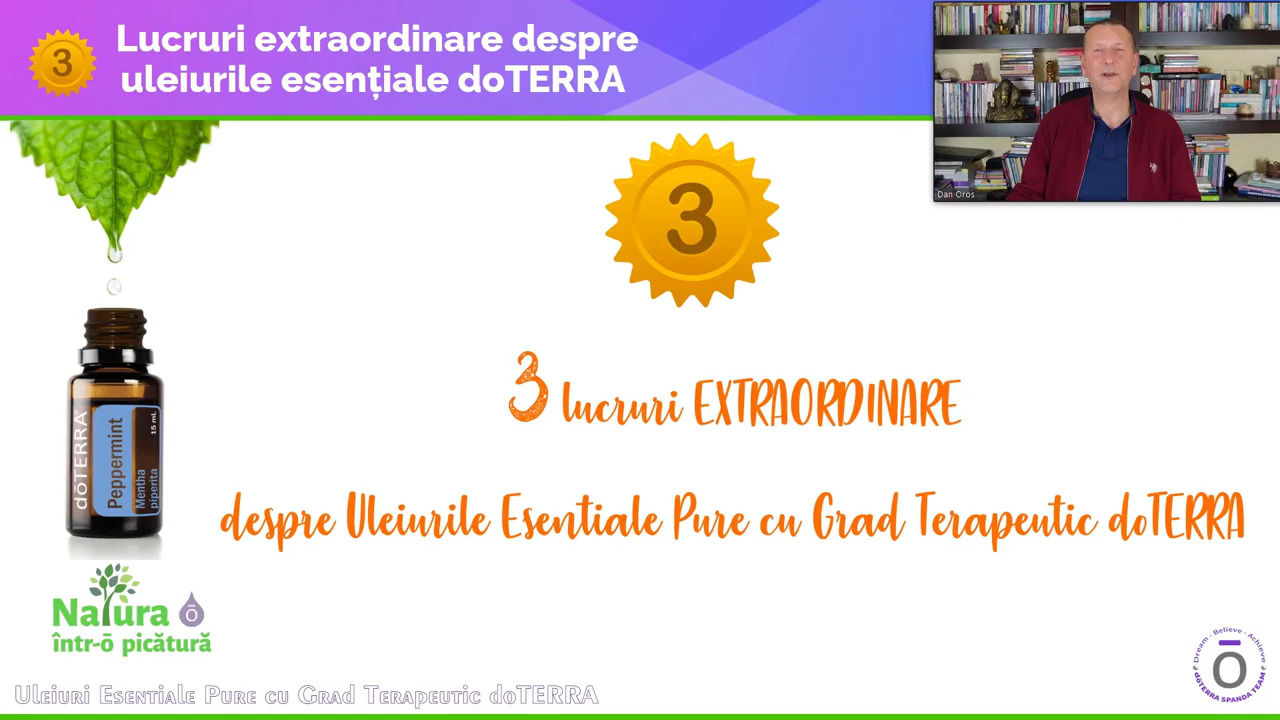 3
Lucruri extraordinare despre
uleiurile esențiale doTERRA
Dan Oros
3
3 lucruri EXTRAORDINARE
despre Uleiurile Esentiale Pure cu Grad Terapeutic doTERRA
dōTERRA
Peppermint
Mentha
piperita
15 mL
Natura ō
într-ō picătură
Uleiuri Esentiale Pure cu Grad Terapeutic doTERRA
Dream - Believe - Achieve
Ō
dōTERRA SPANDA TEAM